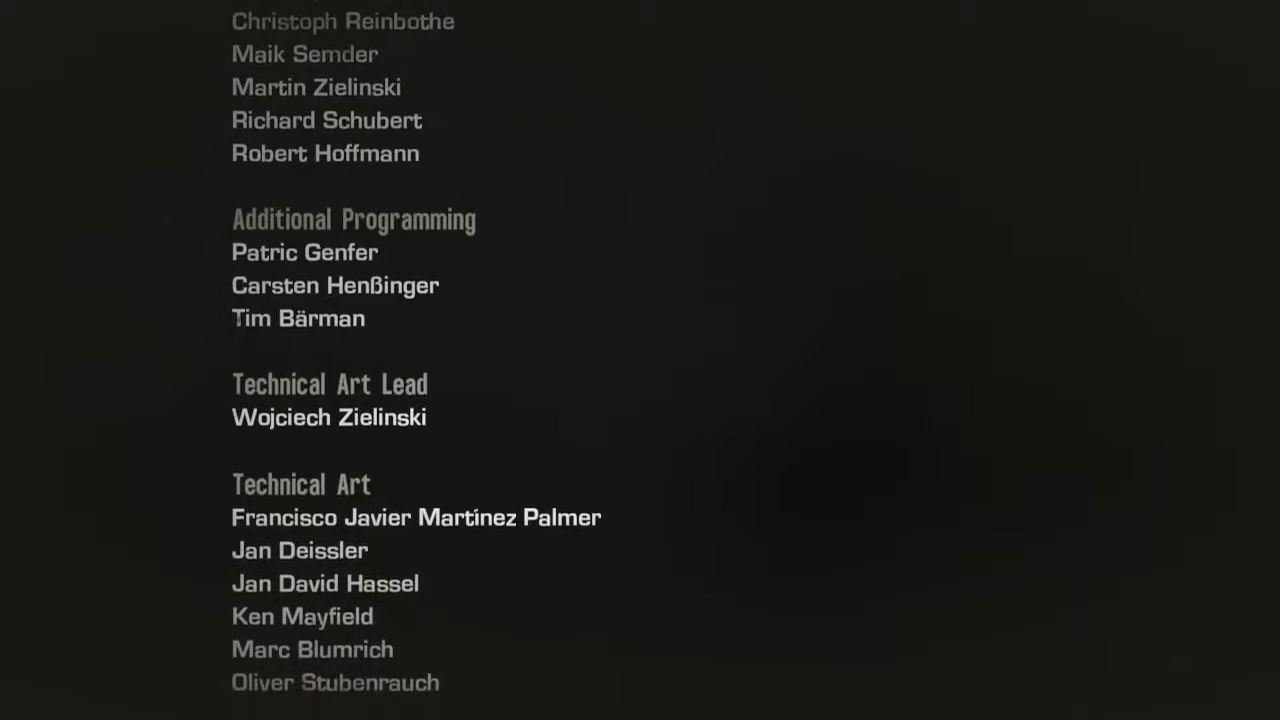 Christoph Reinbothe
Maik Semder
Martin Zielinski
Richard Schubert
Robert Hoffmann
Additional Programming
Patric Genfer
Carsten Henßinger
Tim Bärman
Technical Art Lead
Wojciech Zielinski
Technical Art
Francisco Javier Martínez Palmer
Jan Deissler
Jan David Hassel
Ken Mayfield
Marc Blumrich
Oliver Stubenrauch